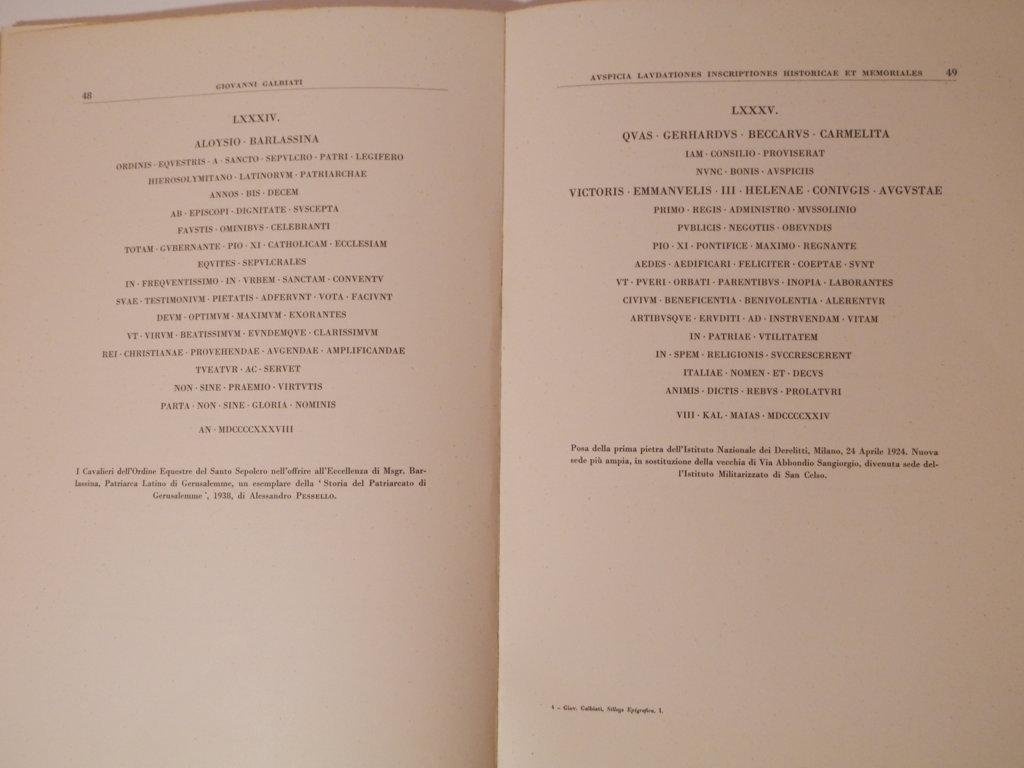 48
GIOVANNI GALBIATI
LXXXIV.
ALOYSIO · BARLASSINA
ORDINIS · EQVESTRIS · A · SANCTO · SEPVLCRO · PATRI · LEGIFERO
HIEROSOLYMITANO · LATINORVM · PATRIARCHAE
ANNOS · BIS · DECEM
AB · EPISCOPI · DIGNITATE · SVSCEPTA
FAVSTIS · OMINIBVS · CELEBRANTI
TOTAM · GVBERNANTE · PIO · XI · CATHOLICAM · ECCLESIAM
EQVITES · SEPVLCRALES
IN · FREQVENTISSIMO · IN · VRBEM · SANCTAM · CONVENTV
SVAE · TESTIMONIVM · PIETATIS · ADFERVNT · VOTA · FACIVNT
DEVM · OPTIMVM · MAXIMVM · EXORANTES
VT · VIRVM · BEATISSIMVM · EVNDEMQVE · CLARISSIMVM
REI · CHRISTIANAE · PROVEHENDAE · AVGENDAE · AMPLIFICANDAE
TVEATVR · AC · SERVET
NON · SINE · PRAEMIO · VIRTVTIS
PARTA · NON · SINE · GLORIA · NOMINIS
AN · MDCCCCXXXVIII
I Cavalieri dell'Ordine Equestre del Santo Sepolcro nell'offrire all'Eccellenza di Msgr. Bar-
lassina, Patriarca Latino di Gerusalemme, un esemplare della ' Storia del Patriarcato di
Gerusalemme ', 1938, di Alessandro PESSELLO.
AVSPICIA LAVDATIONES INSCRIPTIONES HISTORICAE ET MEMORIALES
49
LXXXV.
QVAS · GERHARDVS · BECCARVS · CARMELITA
IAM · CONSILIO · PROVISERAT
NVNC · BONIS · AVSPICIIS
VICTORIS · EMMANVELIS · III · HELENAE · CONIVGIS · AVGVSTAE
PRIMO · REGIS · ADMINISTRO · MVSSOLINIO
PVBLICIS · NEGOTIIS · OBEVNDIS
PIO · XI · PONTIFICE · MAXIMO · REGNANTE
AEDES · AEDIFICARI · FELICITER · COEPTAE · SVNT
VT · PVERI · ORBATI · PARENTIBVS · INOPIA · LABORANTES
CIVIVM · BENEFICENTIA · BENIVOLENTIA · ALERENTVR
ARTIBVSQVE · ERVDITI · AD · INSTRVENDAM · VITAM
IN · PATRIAE · VTILITATEM
IN · SPEM · RELIGIONIS · SVCCRESCERENT
ITALIAE · NOMEN · ET · DECVS
ANIMIS · DICTIS · REBVS · PROLATVRI
VIII · KAL · MAIAS · MDCCCCXXIV
Posa della prima pietra dell'Istituto Nazionale dei Derelitti, Milano, 24 Aprile 1924. Nuova
sede più ampia, in sostituzione della vecchia di Via Abbondio Sangiorgio, divenuta sede del-
l'Istituto Militarizzato di San Celso.
4 - Giov. Galbiati, Silloge Epigrafica, I.